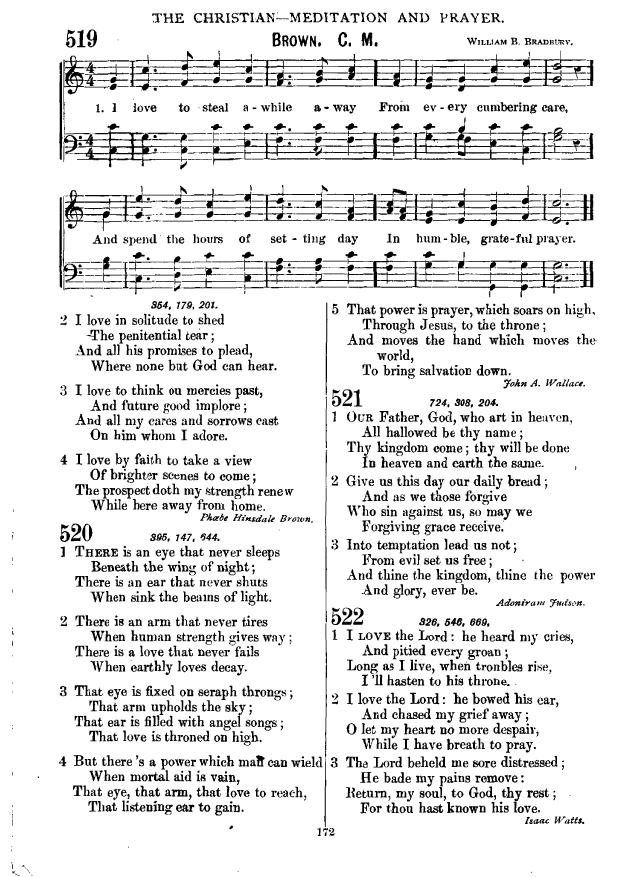 THE CHRISTIAN—MEDITATION AND PRAYER.
519
BROWN. C. M.
WILLIAM B. BRADBURY.
1. I love to steal a-while a-way From ev-ery cumbering care,
And spend the hours of set-ting day In hum-ble, grate-ful prayer.
354, 179, 201.
2 I love in solitude to shed
The penitential tear;
And all his promises to plead,
Where none but God can hear.
3 I love to think on mercies past,
And future good implore;
And all my cares and sorrows cast
On him whom I adore.
4 I love by faith to take a view
Of brighter scenes to come;
The prospect doth my strength renew
While here away from home.
Phœbe Hinsdale Brown.
520
395, 147, 644.
1 THERE is an eye that never sleeps
Beneath the wing of night;
There is an ear that never shuts
When sink the beams of light.
2 There is an arm that never tires
When human strength gives way;
There is a love that never fails
When earthly loves decay.
3 That eye is fixed on seraph throngs;
That arm upholds the sky;
That ear is filled with angel songs;
That love is throned on high.
4 But there 's a power which man can wield
When mortal aid is vain,
That eye, that arm, that love to reach,
That listening ear to gain.
5 That power is prayer, which soars on high,
Through Jesus, to the throne;
And moves the hand which moves the
world,
To bring salvation down.
John A. Wallace.
521
724, 308, 204.
1 OUR Father, God, who art in heaven,
All hallowed be thy name;
Thy kingdom come; thy will be done
In heaven and earth the same.
2 Give us this day our daily bread;
And as we those forgive
Who sin against us, so may we
Forgiving grace receive.
3 Into temptation lead us not;
From evil set us free;
And thine the kingdom, thine the power
And glory, ever be.
Adoniram Judson.
522
326, 546, 669.
1 I LOVE the Lord: he heard my cries,
And pitied every groan;
Long as I live, when troubles rise,
I 'll hasten to his throne.
2 I love the Lord: he bowed his ear,
And chased my grief away;
O let my heart no more despair,
While I have breath to pray.
3 The Lord beheld me sore distressed;
He bade my pains remove:
Return, my soul, to God, thy rest;
For thou hast known his love.
Isaac Watts.
172